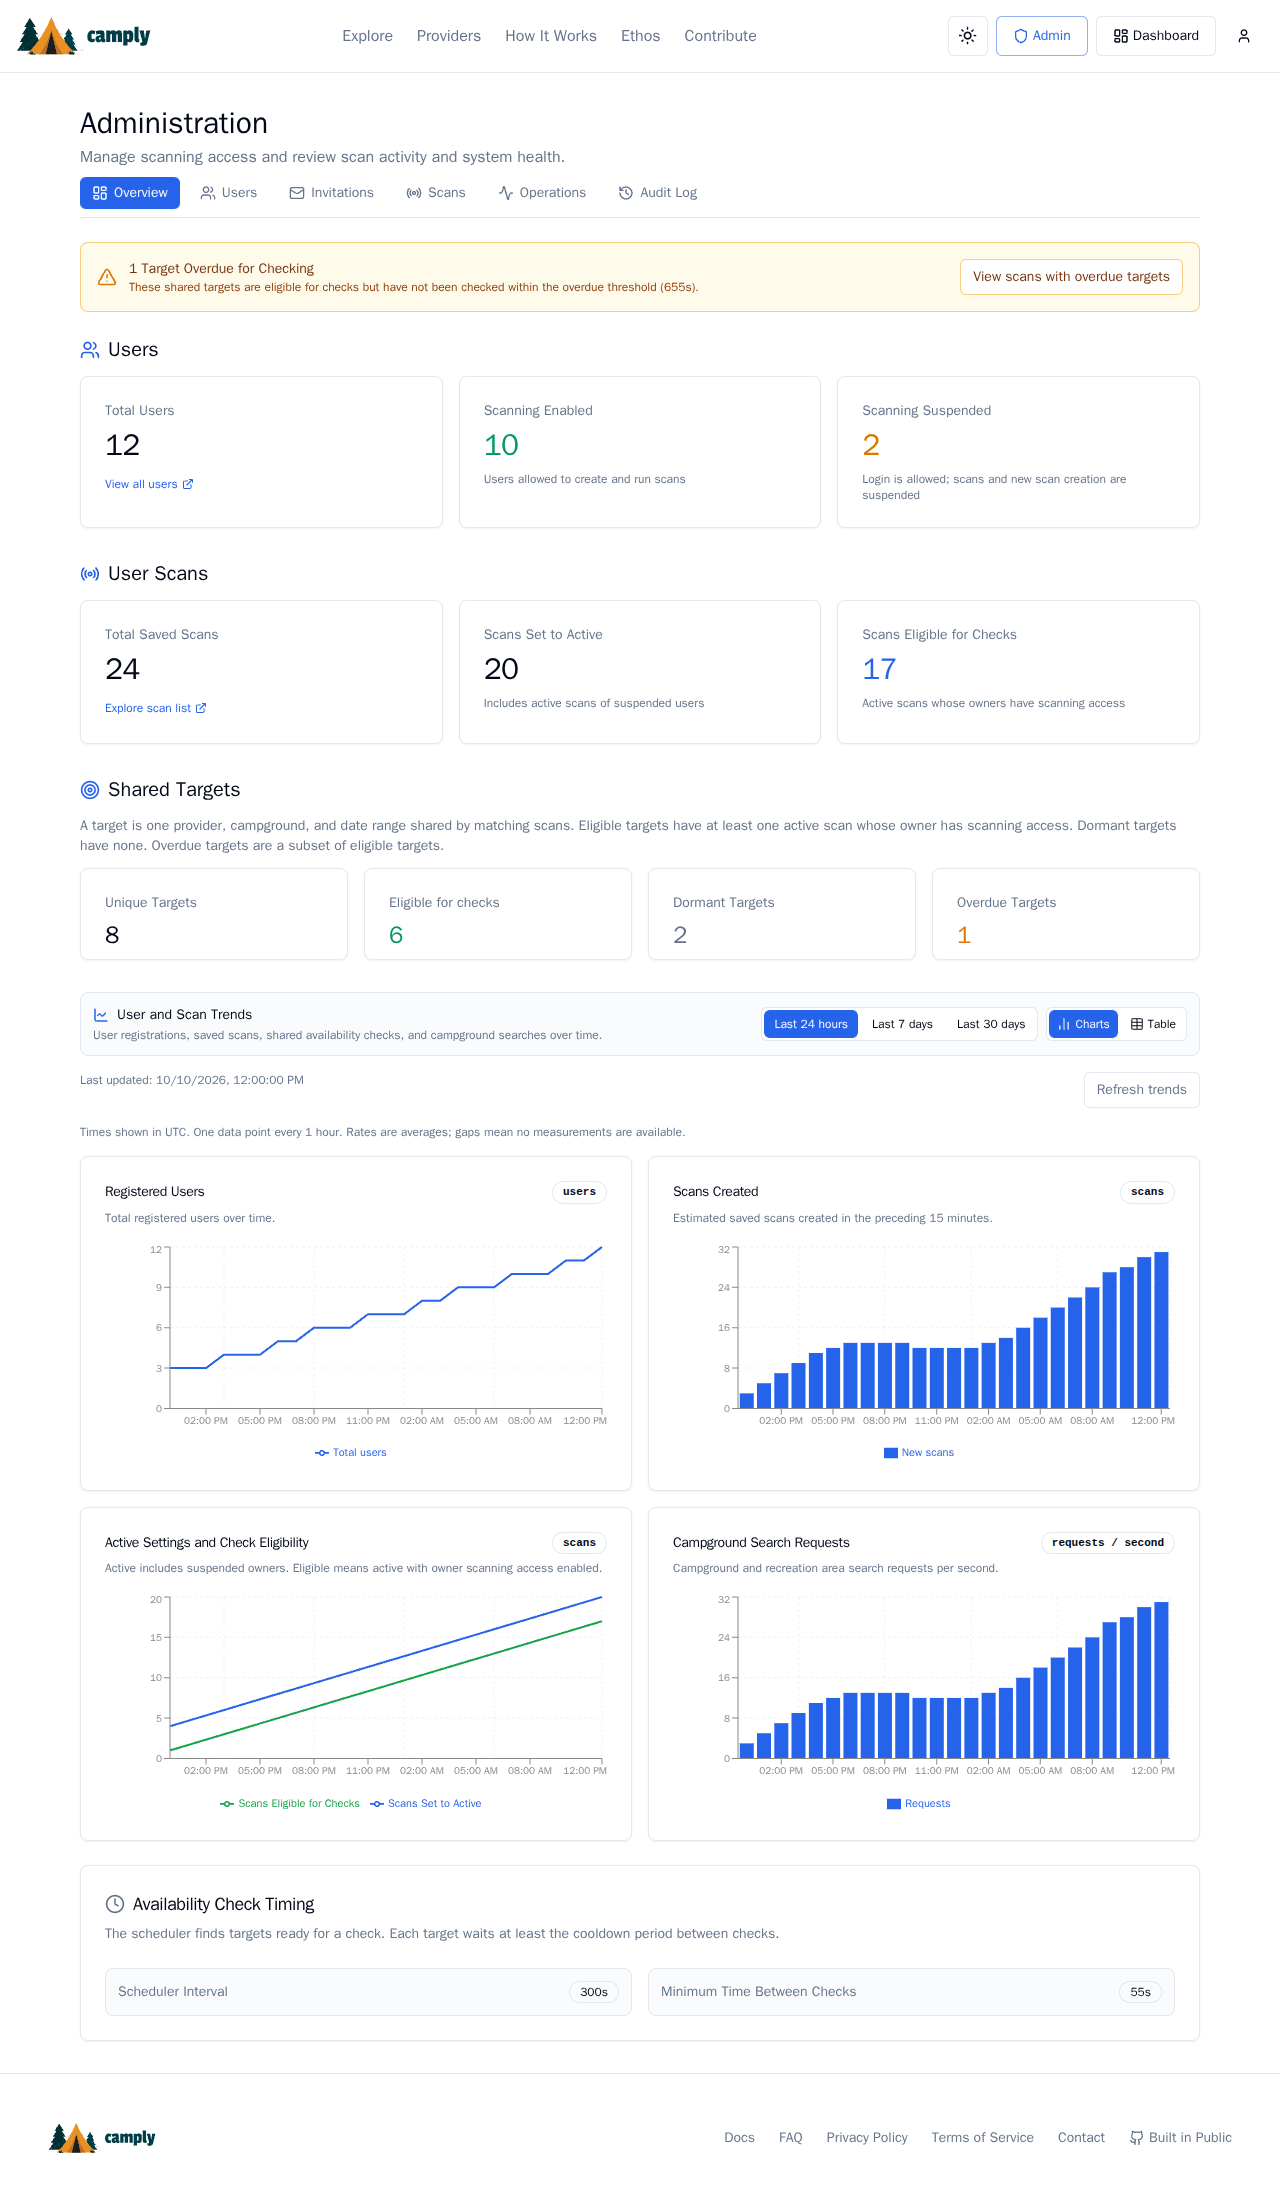 camply
Explore Providers How It Works Ethos Contribute
Admin Dashboard
Administration
Manage scanning access and review scan activity and system health.
Overview Users Invitations Scans Operations Audit Log
1 Target Overdue for Checking
These shared targets are eligible for checks but have not been checked within the overdue threshold (655s).
View scans with overdue targets
Users
Total Users
12
View all users
Scanning Enabled
10
Users allowed to create and run scans
Scanning Suspended
2
Login is allowed; scans and new scan creation are
suspended
User Scans
Total Saved Scans
24
Explore scan list
Scans Set to Active
20
Includes active scans of suspended users
Scans Eligible for Checks
17
Active scans whose owners have scanning access
Shared Targets
A target is one provider, campground, and date range shared by matching scans. Eligible targets have at least one active scan whose owner has scanning access. Dormant targets
have none. Overdue targets are a subset of eligible targets.
Unique Targets
8
Eligible for checks
6
Dormant Targets
2
Overdue Targets
1
User and Scan Trends
User registrations, saved scans, shared availability checks, and campground searches over time.
Last 24 hours Last 7 days Last 30 days
Charts Table
Last updated: 10/10/2026, 12:00:00 PM
Refresh trends
Times shown in UTC. One data point every 1 hour. Rates are averages; gaps mean no measurements are available.
Registered Users
users
Total registered users over time.
12
9
6
3
0
02:00 PM 05:00 PM 08:00 PM 11:00 PM 02:00 AM 05:00 AM 08:00 AM 12:00 PM
Total users
Scans Created
scans
Estimated saved scans created in the preceding 15 minutes.
32
24
16
8
0
02:00 PM 05:00 PM 08:00 PM 11:00 PM 02:00 AM 05:00 AM 08:00 AM 12:00 PM
New scans
Active Settings and Check Eligibility
scans
Active includes suspended owners. Eligible means active with owner scanning access enabled.
20
15
10
5
0
02:00 PM 05:00 PM 08:00 PM 11:00 PM 02:00 AM 05:00 AM 08:00 AM 12:00 PM
Scans Eligible for Checks Scans Set to Active
Campground Search Requests
requests / second
Campground and recreation area search requests per second.
32
24
16
8
0
02:00 PM 05:00 PM 08:00 PM 11:00 PM 02:00 AM 05:00 AM 08:00 AM 12:00 PM
Requests
Availability Check Timing
The scheduler finds targets ready for a check. Each target waits at least the cooldown period between checks.
Scheduler Interval 300s
Minimum Time Between Checks 55s
camply
Docs FAQ Privacy Policy Terms of Service Contact Built in Public